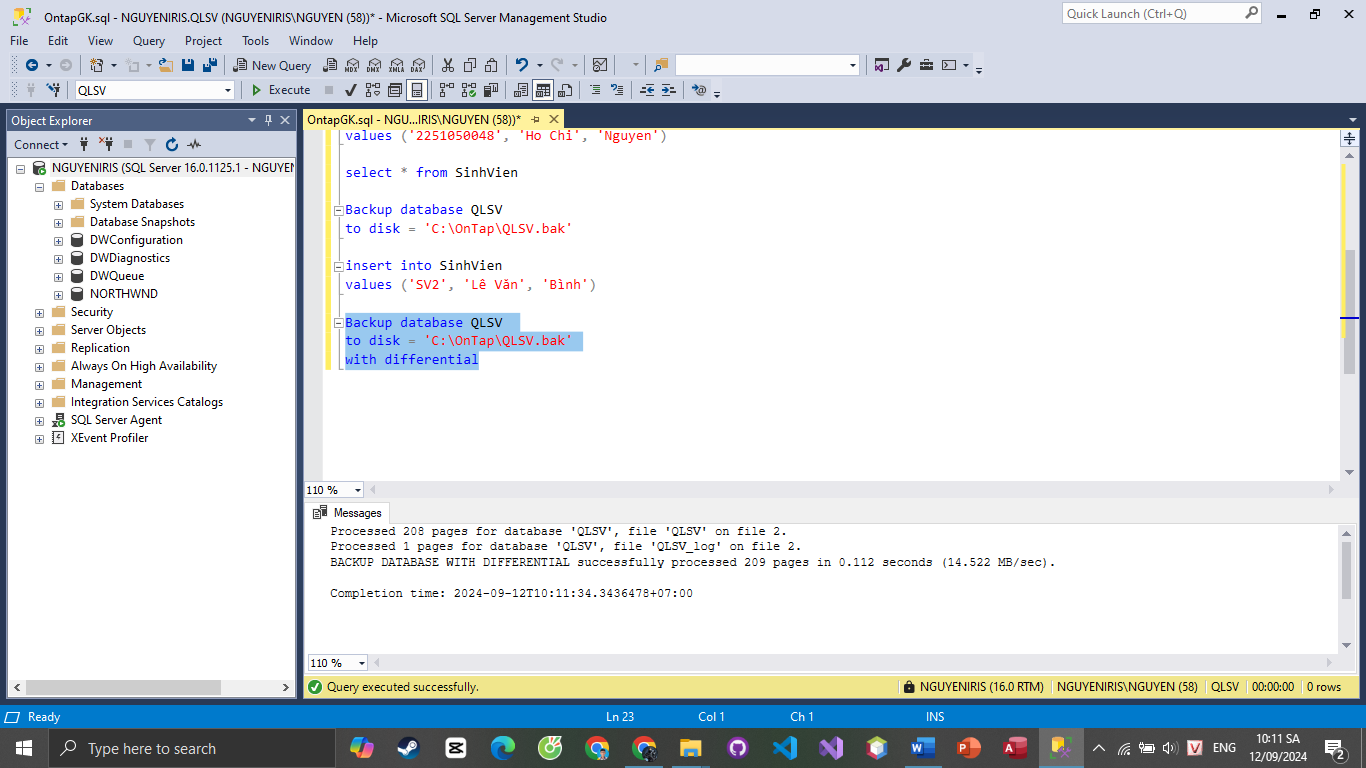 OntapGK.sql - NGUYENIRIS.QLSV (NGUYENIRIS\NGUYEN (58))* - Microsoft SQL Server Management Studio
Quick Launch (Ctrl+Q)
File Edit View Query Project Tools Window Help
New Query MDX DMX XMLA DAX
QLSV Execute
Object Explorer
Connect
NGUYENIRIS (SQL Server 16.0.1125.1 - NGUYEN
Databases
System Databases
Database Snapshots
DWConfiguration
DWDiagnostics
DWQueue
NORTHWND
Security
Server Objects
Replication
Always On High Availability
Management
Integration Services Catalogs
SQL Server Agent
XEvent Profiler
OntapGK.sql - NGU...IRIS\NGUYEN (58))*
values ('2251050048', 'Ho Chi', 'Nguyen')
select * from SinhVien
Backup database QLSV
to disk = 'C:\OnTap\QLSV.bak'
insert into SinhVien
values ('SV2', 'Lê Văn', 'Bình')
Backup database QLSV
to disk = 'C:\OnTap\QLSV.bak'
with differential
110 %
Messages
Processed 208 pages for database 'QLSV', file 'QLSV' on file 2.
Processed 1 pages for database 'QLSV', file 'QLSV_log' on file 2.
BACKUP DATABASE WITH DIFFERENTIAL successfully processed 209 pages in 0.112 seconds (14.522 MB/sec).
Completion time: 2024-09-12T10:11:34.3436478+07:00
110 %
Query executed successfully. NGUYENIRIS (16.0 RTM) NGUYENIRIS\NGUYEN (58) QLSV 00:00:00 0 rows
Ready Ln 23 Col 1 Ch 1 INS
Type here to search
ENG
10:11 SA
12/09/2024
2